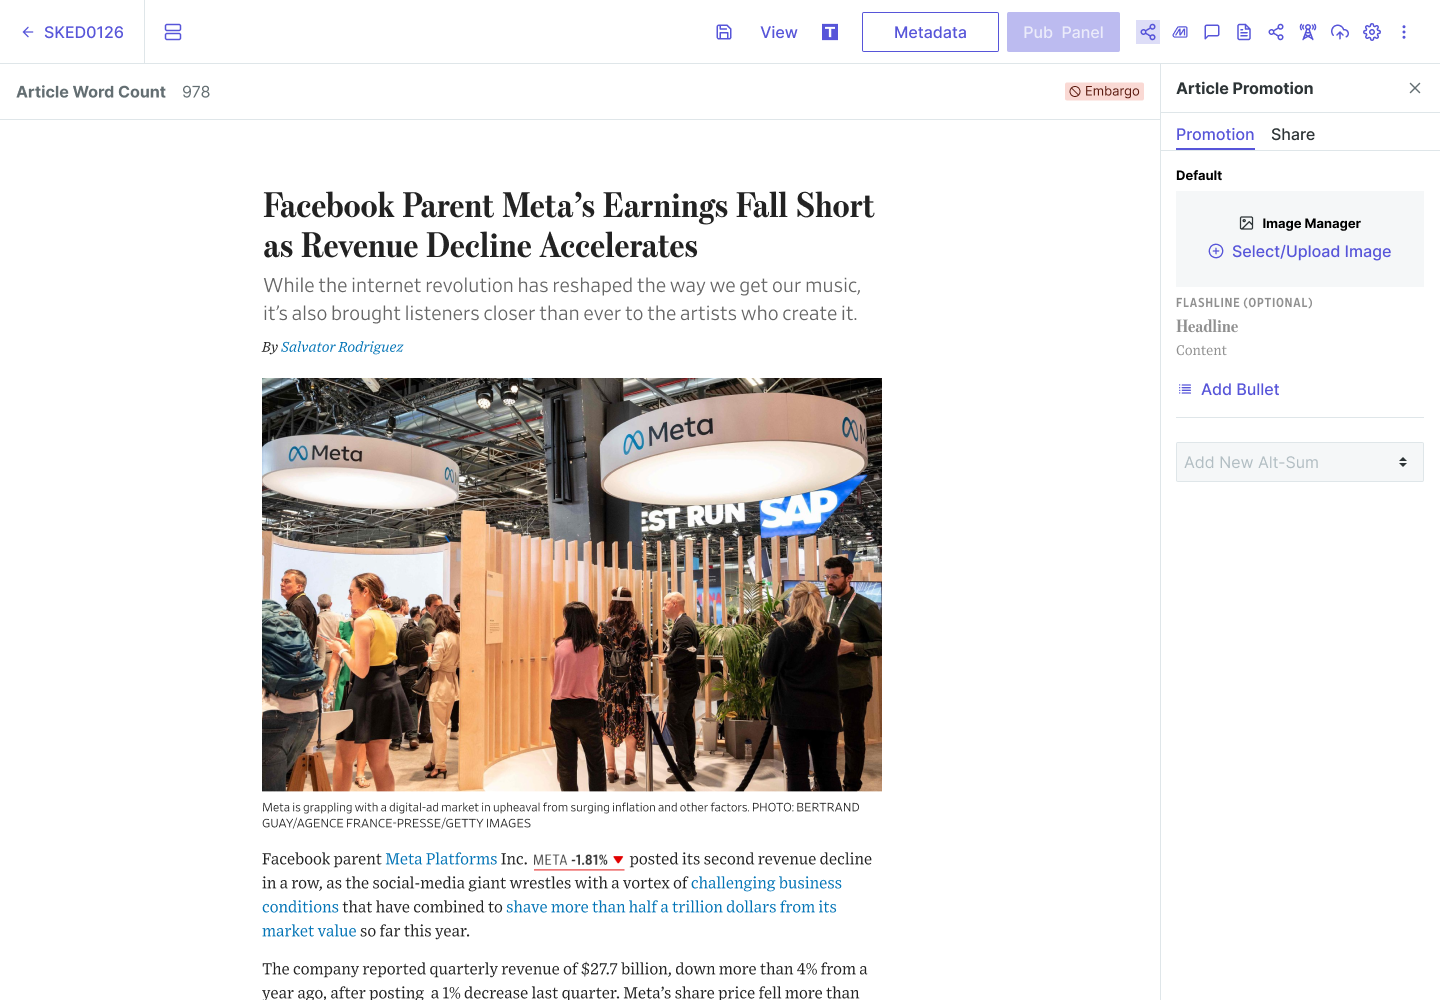 SKED0126
View
T
Metadata
Pub Panel
Article Word Count 978
Embargo
Article Promotion
Promotion Share
Default
Image Manager
Select/Upload Image
FLASHLINE (OPTIONAL)
Headline
Content
Add Bullet
Add New Alt-Sum
Facebook Parent Meta’s Earnings Fall Short
as Revenue Decline Accelerates
While the internet revolution has reshaped the way we get our music,
it’s also brought listeners closer than ever to the artists who create it.
By Salvator Rodriguez
Meta
Meta
EST RUN SAP
Meta is grappling with a digital-ad market in upheaval from surging inflation and other factors. PHOTO: BERTRAND
GUAY/AGENCE FRANCE-PRESSE/GETTY IMAGES
Facebook parent Meta Platforms Inc. META -1.81% posted its second revenue decline
in a row, as the social-media giant wrestles with a vortex of challenging business
conditions that have combined to shave more than half a trillion dollars from its
market value so far this year.
The company reported quarterly revenue of $27.7 billion, down more than 4% from a
year ago, after posting a 1% decrease last quarter. Meta’s share price fell more than